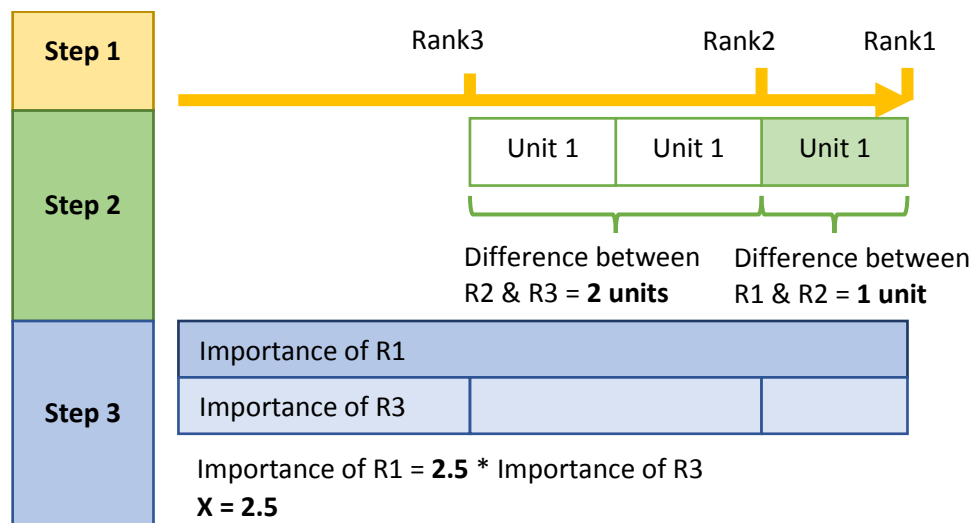 Step 1
Rank3
Rank2
Rank1
Step 2
Unit 1
Unit 1
Unit 1
Difference between
R2 & R3 = 2 units
Difference between
R1 & R2 = 1 unit
Step 3
Importance of R1
Importance of R3
Importance of R1 = 2.5 * Importance of R3
X = 2.5